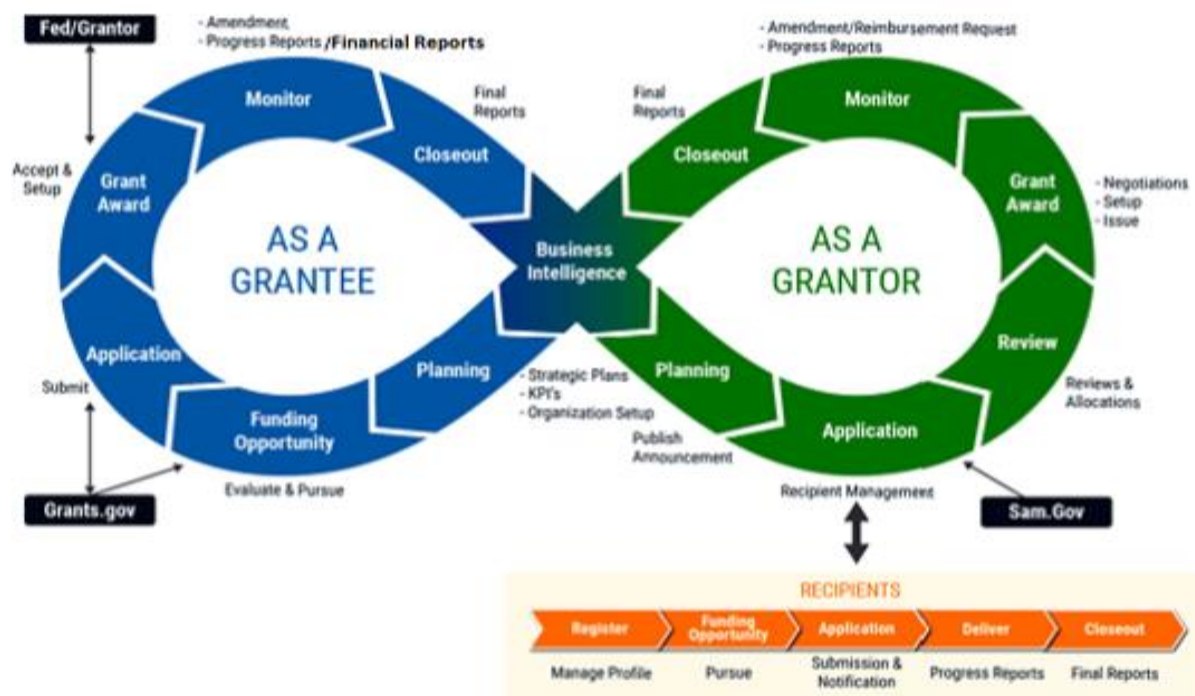 Fed/Grantor
- Amendment,
- Progress Reports /Financial Reports
Monitor
Final
Reports
Closeout
Accept &
Setup
Grant
Award
AS A
GRANTEE
Application
Submit
Funding
Opportunity
Planning
Evaluate & Pursue
Grants.gov
Business
Intelligence
- Strategic Plans
- KPI's
- Organization Setup
- Amendment/Reimbursement Request
- Progress Reports
Final
Reports
Monitor
Closeout
Grant
Award
- Negotiations
- Setup
- Issue
AS A
GRANTOR
Review
Reviews &
Allocations
Planning
Publish
Announcement
Application
Recipient Management
Sam.Gov
RECIPIENTS
Register
Funding
Opportunity
Application
Deliver
Closeout
Manage Profile
Pursue
Submission &
Notification
Progress Reports
Final Reports